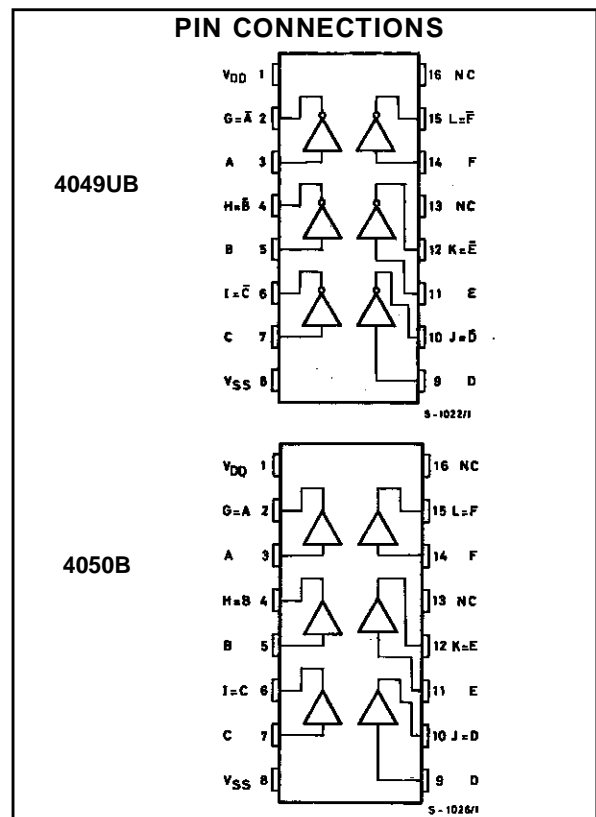 PIN CONNECTIONS
4049UB
VDD 1
16 NC
G=Ā 2
15 L=F̄
A 3
14 F
H=B̄ 4
13 NC
B 5
12 K=Ē
I=C̄ 6
11 E
C 7
10 J=D̄
VSS 8
9 D
S-1022/1
4050B
VDD 1
16 NC
G=A 2
15 L=F
A 3
14 F
H=B 4
13 NC
B 5
12 K=E
I=C 6
11 E
C 7
10 J=D
VSS 8
9 D
S-1026/1